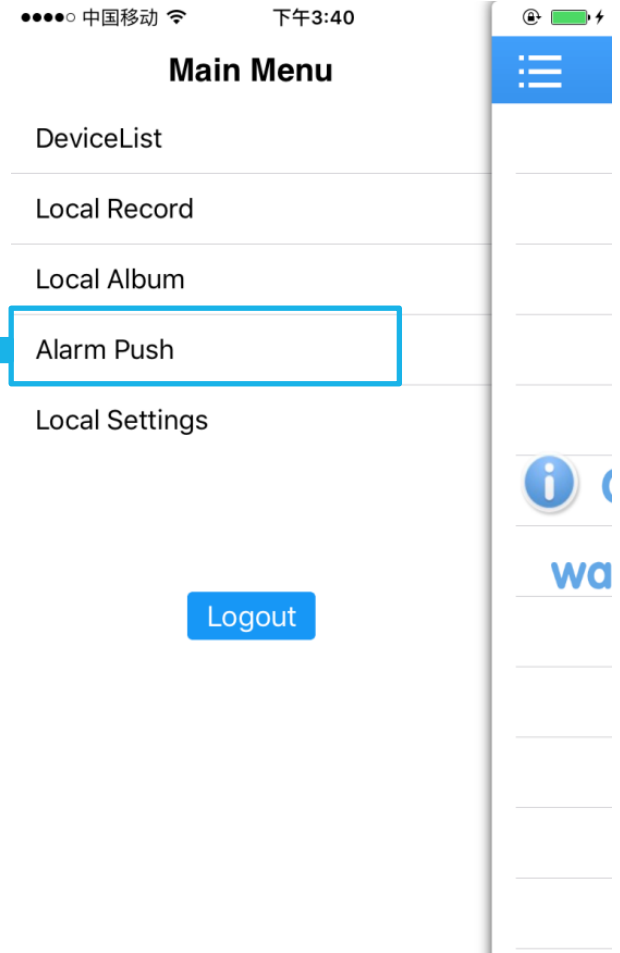 中国移动 下午3:40
Main Menu
DeviceList
Local Record
Local Album
Alarm Push
Local Settings
Logout